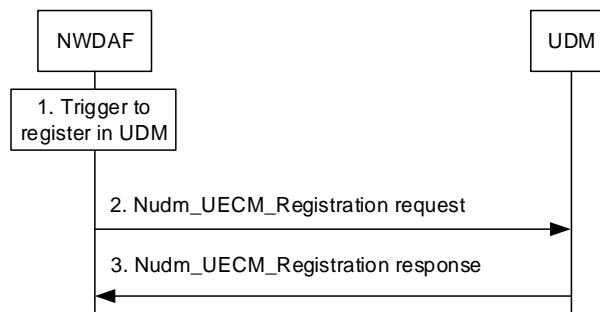 NWDAF
UDM
1. Trigger to
register in UDM
2. Nudm_UECM_Registration request
3. Nudm_UECM_Registration response